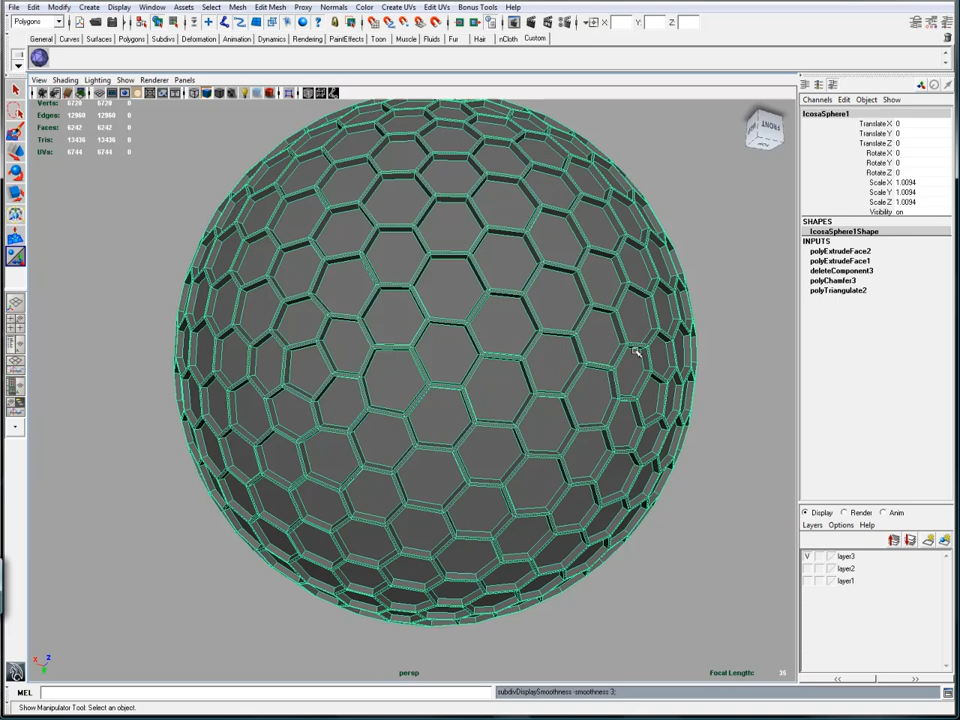 File Edit Modify Create Display Window Assets Select Mesh Edit Mesh Proxy Normals Color Create UVs Edit UVs Bonus Tools Help
Polygons X: Y: Z:
General Curves Surfaces Polygons Subdivs Deformation Animation Dynamics Rendering PaintEffects Toon Muscle Fluids Fur Hair nCloth Custom
View Shading Lighting Show Renderer Panels
Verts: 6720 6720 0
Edges: 12960 12960 0
Faces: 6242 6242 0
Tris: 13436 13436 0
UVs: 6744 6744 0
FRONT
Channels Edit Object Show
IcosaSphere1
Translate X 0
Translate Y 0
Translate Z 0
Rotate X 0
Rotate Y 0
Rotate Z 0
Scale X 1.0094
Scale Y 1.0094
Scale Z 1.0094
Visibility on
SHAPES
IcosaSphere1Shape
INPUTS
polyExtrudeFace2
polyExtrudeFace1
deleteComponent3
polyChamfer3
polyTriangulate2
Display Render Anim
Layers Options Help
V layer3
layer2
layer1
X Z Y
persp
Focal Length: 35
<< >>
MEL subdivDisplaySmoothness -smoothness 3;
Show Manipulator Tool: Select an object.